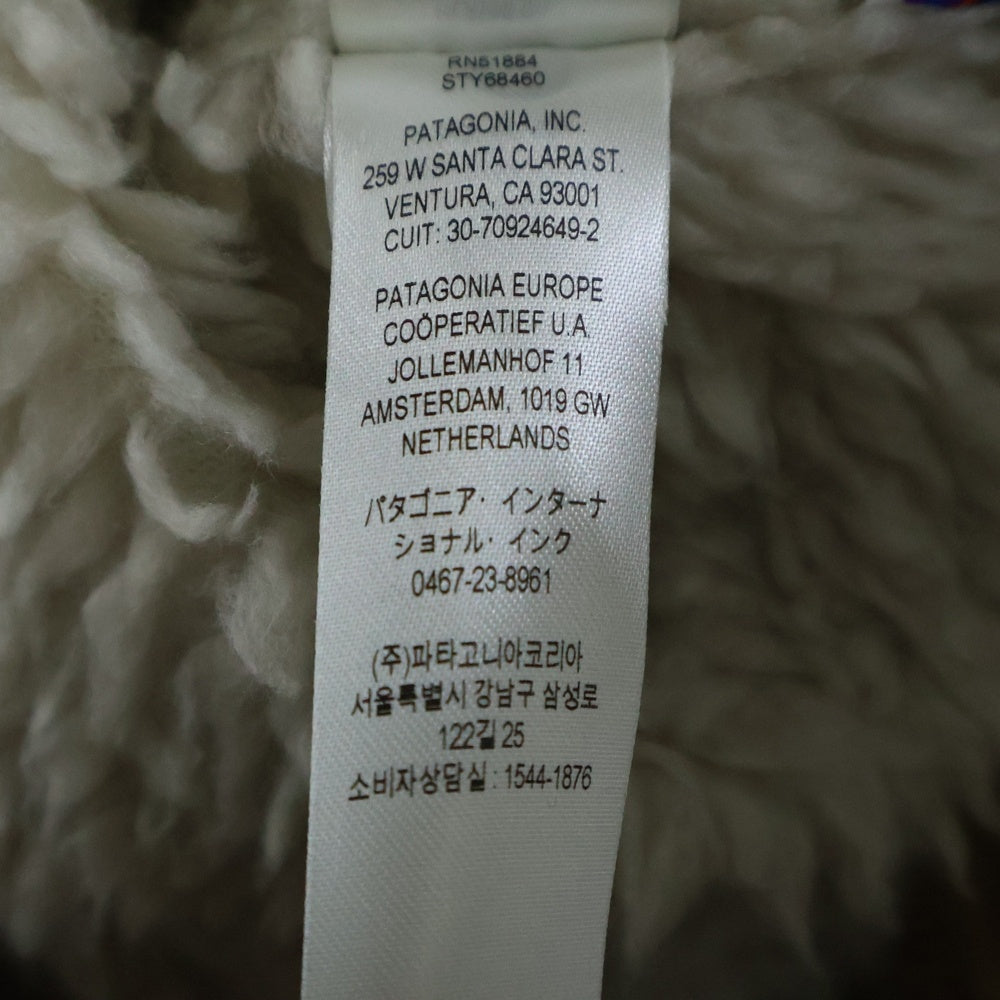 RN51884
STY68460
PATAGONIA, INC.
259 W SANTA CLARA ST.
VENTURA, CA 93001
CUIT: 30-70924649-2
PATAGONIA EUROPE
COÖPERATIEF U.A.
JOLLEMANHOF 11
AMSTERDAM, 1019 GW
NETHERLANDS
パタゴニア・インターナ
ショナル・インク
0467-23-8961
(주)파타고니아코리아
서울특별시 강남구 삼성로
122길 25
소비자상담실 : 1544-1876